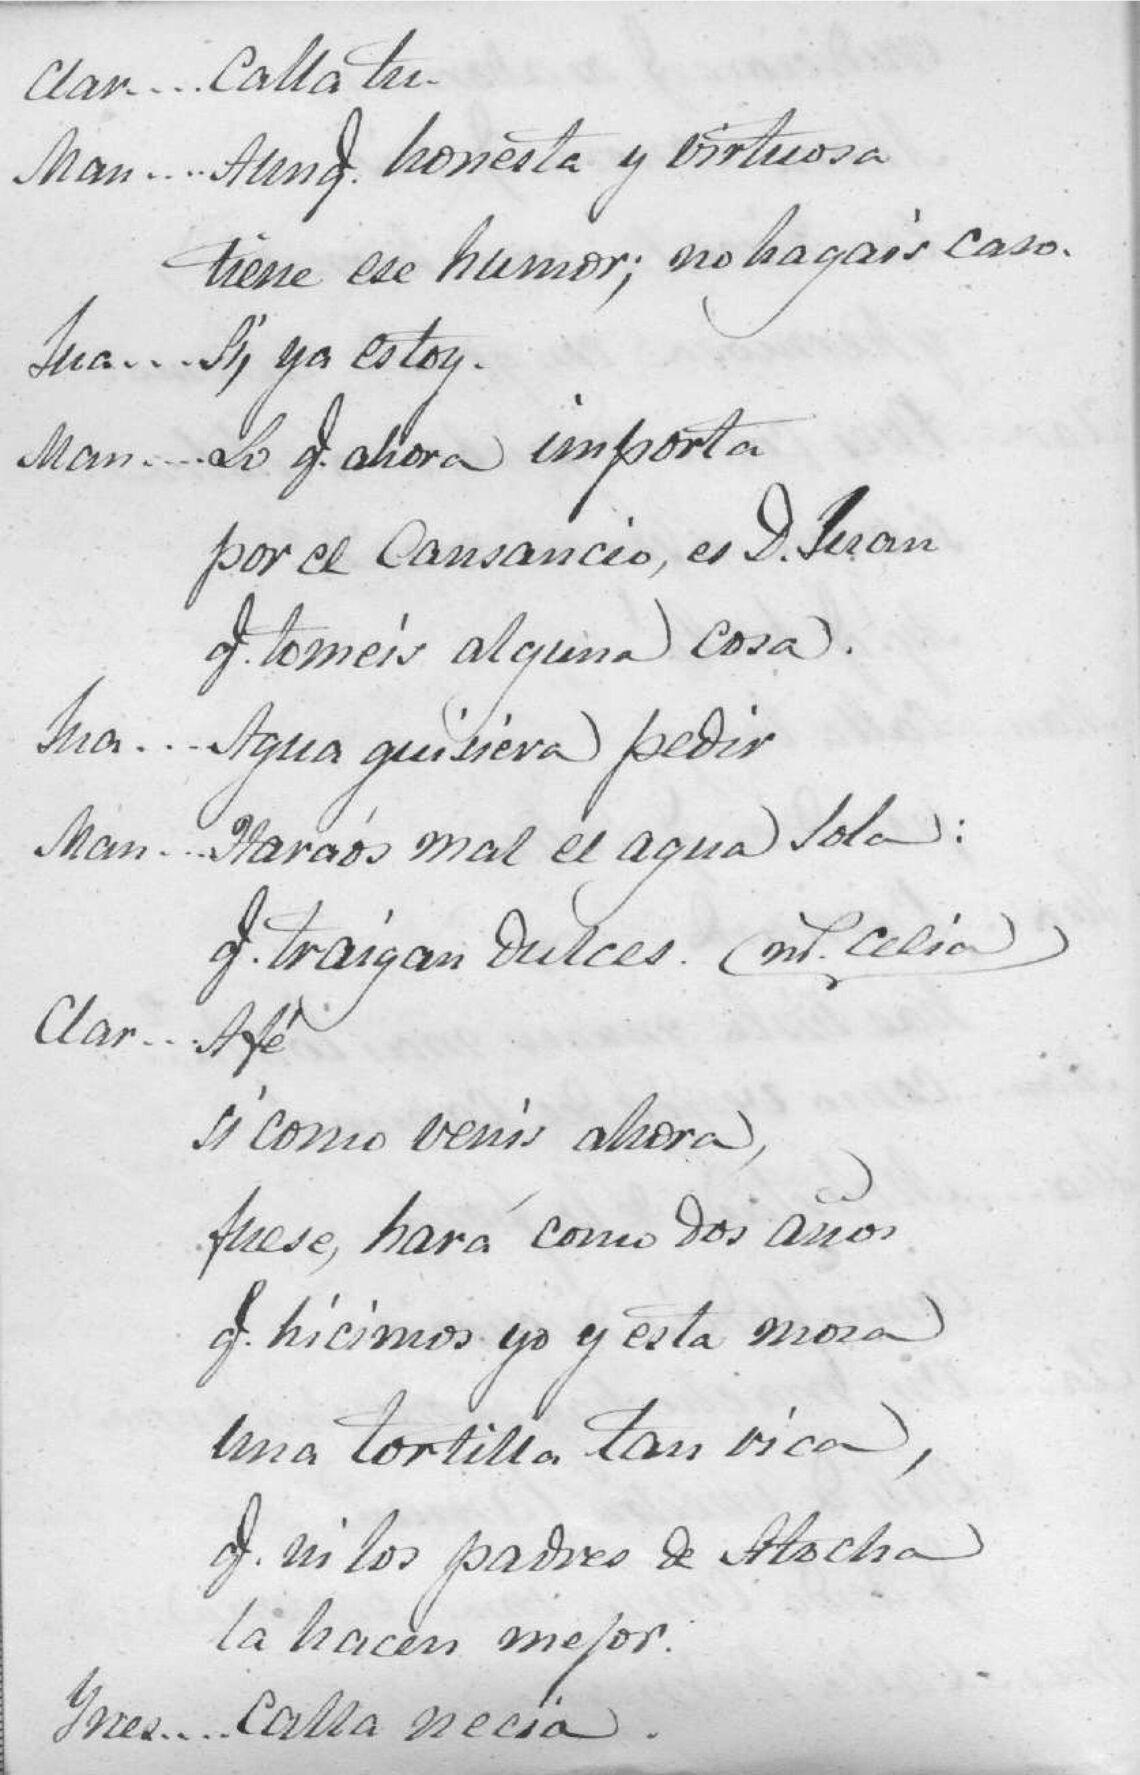 Clar.... Calla tu.
Man.... Aunq. honesta y virtuosa
tiene ese humor; no hagais caso.
Jua... Si, ya estoy.
Man.... Lo q. ahora importa
por el Cansancio, es D. Juan
q. tomeis alguna cosa.
Jua... Agua quisiera pedir
Man... Haraós mal el agua sola:
q. traigan dulces. (   Celia)
Clar... A fé
si como venis ahora,
fuese, hará como dos años
q. hicimos yo y esta mosa
una tortilla tan rica,
q. ni los padres de Atocha
la hacen mejor.
Ynes.... Calla necia.